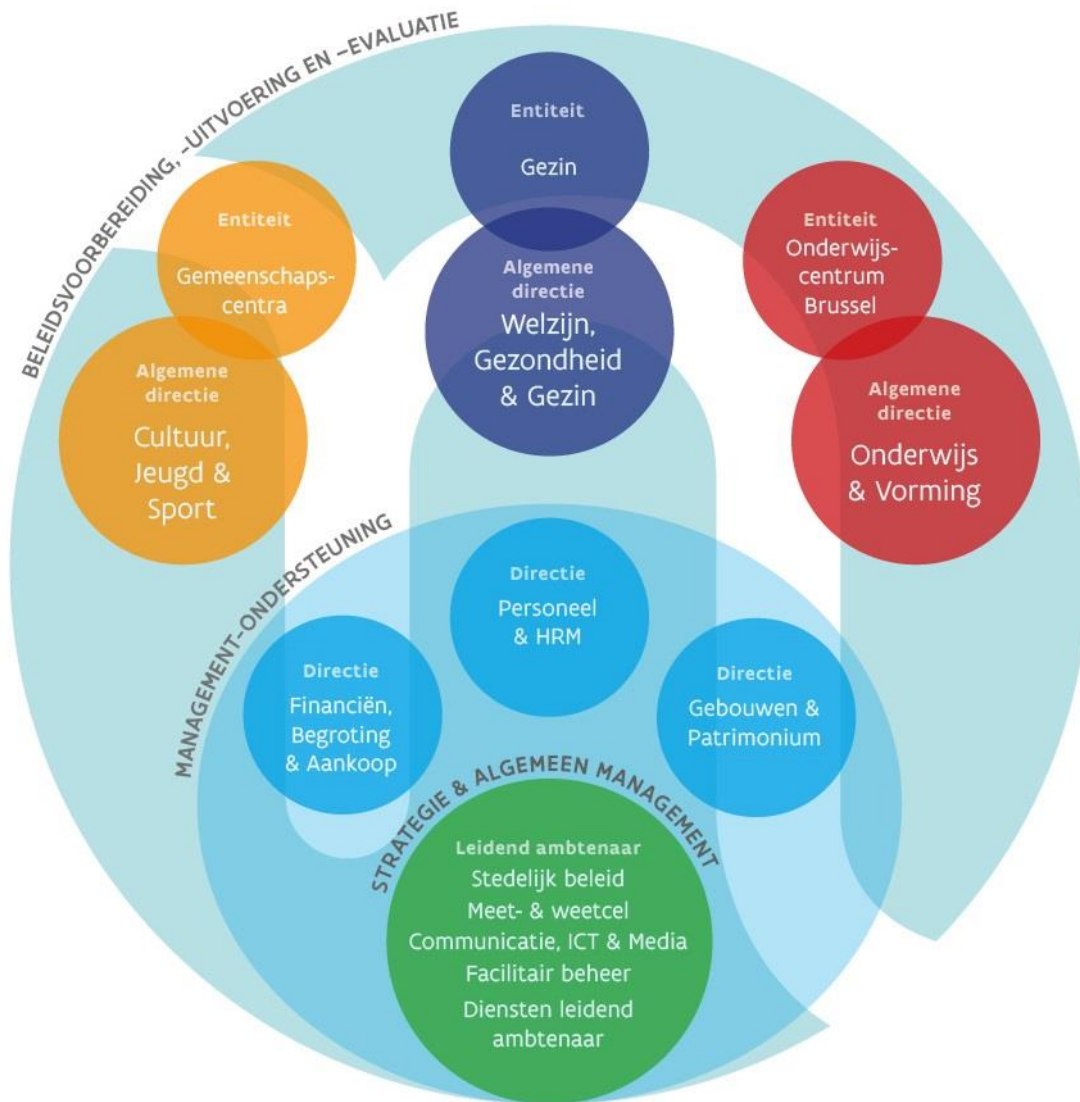 BELEIDSVOORBEREIDING, -UITVOERING EN –EVALUATIE
Entiteit
Gezin
Entiteit
Gemeenschaps-
centra
Entiteit
Onderwijs-
centrum
Brussel
Algemene
directie
Welzijn,
Gezondheid
& Gezin
Algemene
directie
Cultuur,
Jeugd &
Sport
Algemene
directie
Onderwijs
& Vorming
MANAGEMENT-ONDERSTEUNING
Directie
Personeel
& HRM
Directie
Financiën,
Begroting
& Aankoop
Directie
Gebouwen &
Patrimonium
STRATEGIE & ALGEMEEN MANAGEMENT
Leidend ambtenaar
Stedelijk beleid
Meet- & weetcel
Communicatie, ICT & Media
Facilitair beheer
Diensten leidend
ambtenaar